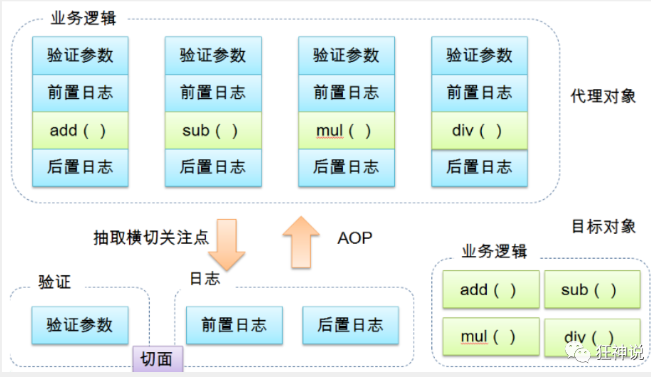 业务逻辑
验证参数 验证参数 验证参数 验证参数
前置日志 前置日志 前置日志 前置日志
add（ ） sub（ ） mul（ ） div（ ）
后置日志 后置日志 后置日志 后置日志
代理对象
抽取横切关注点
AOP
目标对象
验证
验证参数
日志
前置日志 后置日志
切面
业务逻辑
add（ ） sub（ ）
mul（ ） div（ ）
狂神说